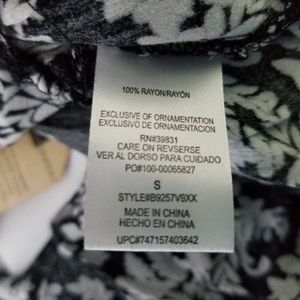 100% RAYON/RAYÓN
EXCLUSIVE OF ORNAMENTATION
EXCLUSIVO DE ORNAMENTATION
RN#39831
CARE ON REVSERSE
VER AL DORSO PARA CUIDADO
PO#100-00065827
S
STYLE#B9257V9XX
MADE IN CHINA
HECHO EN CHINA
UPC#747157403642